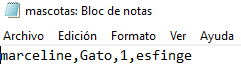 mascotas: Bloc de notas
Archivo Edición Formato Ver Ayuda
marceline,Gato,1,esfinge